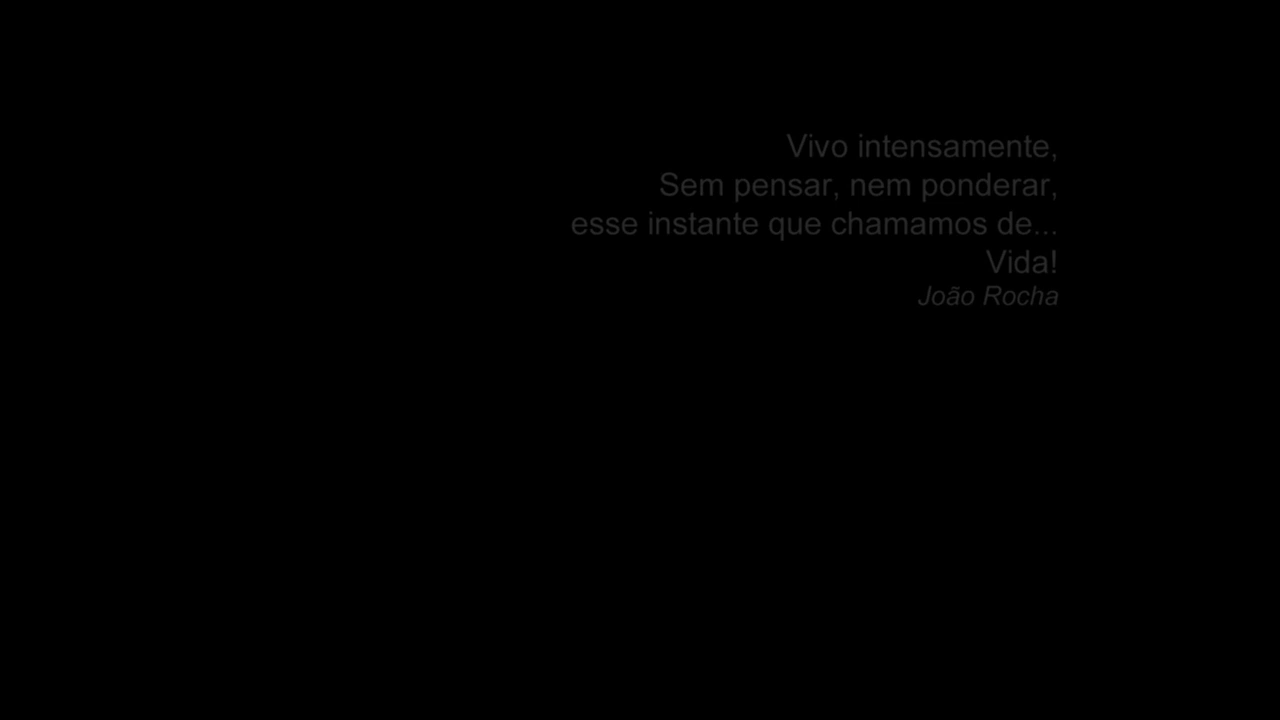 Vivo intensamente,
Sem pensar, nem ponderar,
esse instante que chamamos de...
Vida!
João Rocha